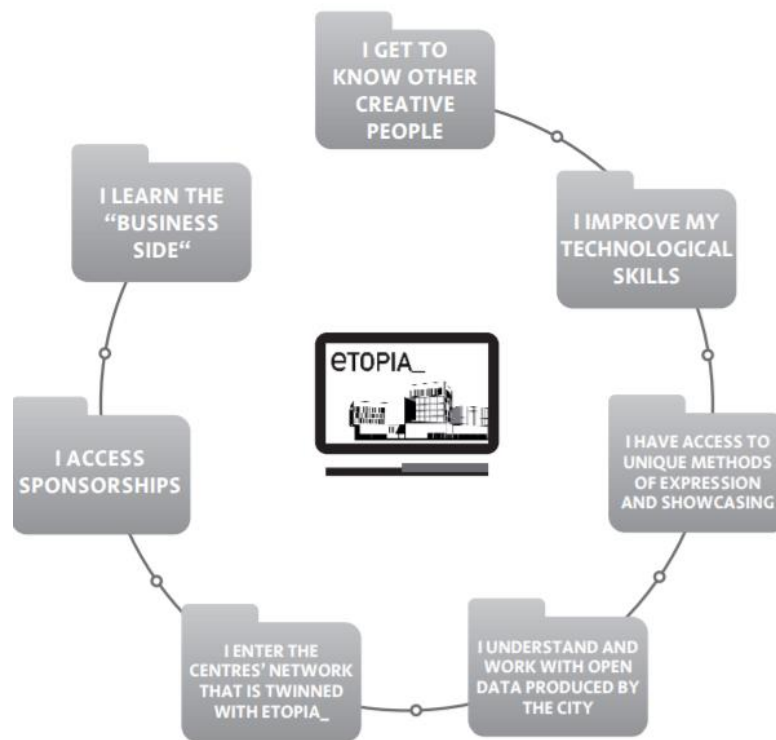 I GET TO
KNOW OTHER
CREATIVE
PEOPLE
I IMPROVE MY
TECHNOLOGICAL
SKILLS
I HAVE ACCESS TO
UNIQUE METHODS
OF EXPRESSION
AND SHOWCASING
I UNDERSTAND AND
WORK WITH OPEN
DATA PRODUCED BY
THE CITY
I ENTER THE
CENTRES’ NETWORK
THAT IS TWINNED
WITH ETOPIA_
I ACCESS
SPONSORSHIPS
I LEARN THE
“BUSINESS
SIDE“
eTOPIA_